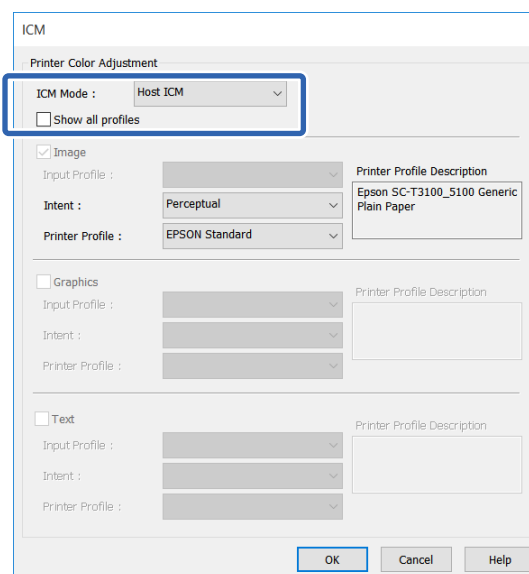 ICM
Printer Color Adjustment
ICM Mode : Host ICM
Show all profiles
Image
Input Profile : Printer Profile Description
Intent : Perceptual Epson SC-T3100_5100 Generic
Plain Paper
Printer Profile : EPSON Standard
Graphics
Input Profile : Printer Profile Description
Intent :
Printer Profile :
Text
Input Profile : Printer Profile Description
Intent :
Printer Profile :
OK Cancel Help